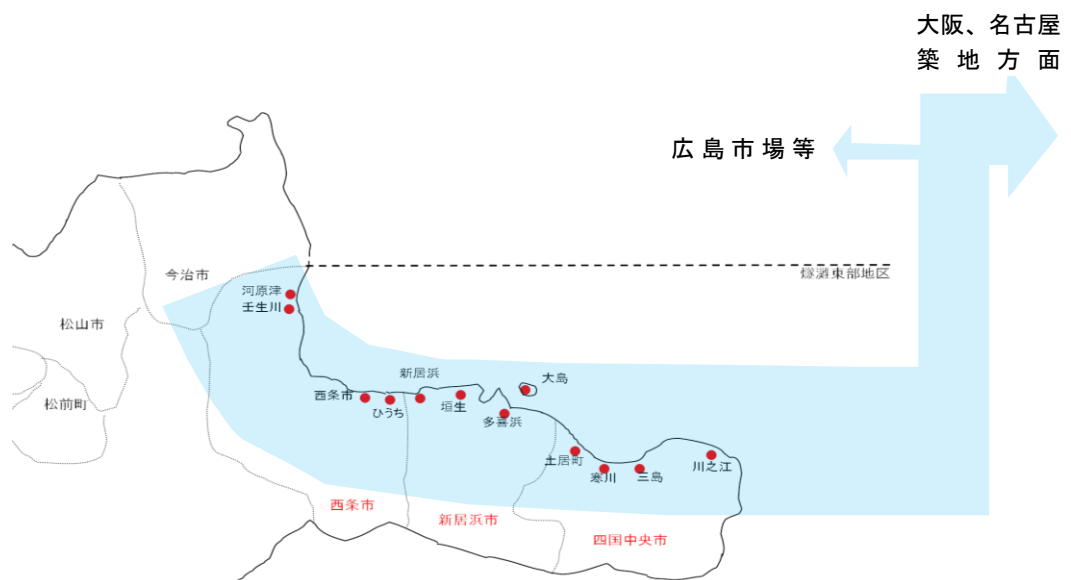 大阪、名古屋
築地方面
広島市場等
燧灘東部地区
今治市
河原津
壬生川
松山市
松前町
新居浜
大島
西条市
ひうち
垣生
多喜浜
土居町
寒川
三島
川之江
西条市
新居浜市
四国中央市